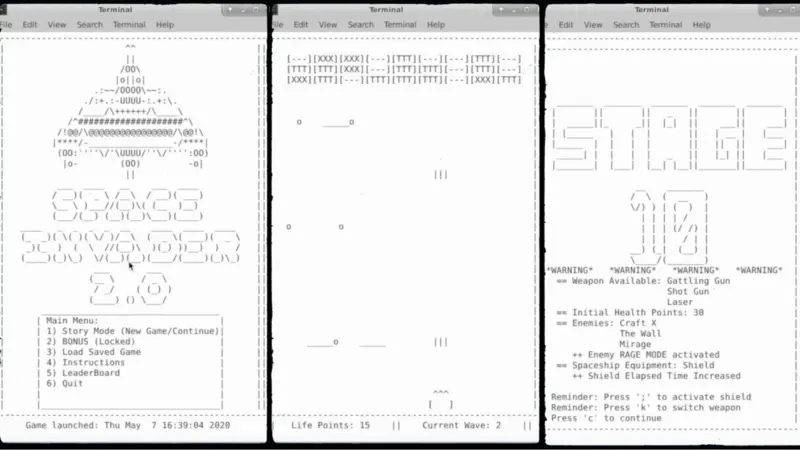 Terminal
File Edit View Search Terminal Help
SPACE
INVADER
2.0
Main Menu:
1) Story Mode (New Game/Continue)
2) BONUS (Locked)
3) Load Saved Game
4) Instructions
5) LeaderBoard
6) Quit
Game launched: Thu May 7 16:39:04 2020
Terminal
File Edit View Search Terminal Help
[---][XXX][XXX][---][TTT][---][---][TTT][---]
[TTT][TTT][XXX][---][TTT][TTT][---][TTT][---]
[XXX][TTT][---][TTT][TTT][TTT][---][XXX][TTT]
Life Points: 15 || Current Wave: 2 ||
Terminal
File Edit View Search Terminal Help
STAGE
10
*WARNING* *WARNING* *WARNING* *WARNING*
== Weapon Available: Gattling Gun
Shot Gun
Laser
== Initial Health Points: 30
== Enemies: Craft X
The Wall
Mirage
++ Enemy RAGE MODE activated
== Spaceship Equipment: Shield
++ Shield Elapsed Time Increased
Reminder: Press ';' to activate shield
Reminder: Press 'k' to switch weapon
Press 'c' to continue